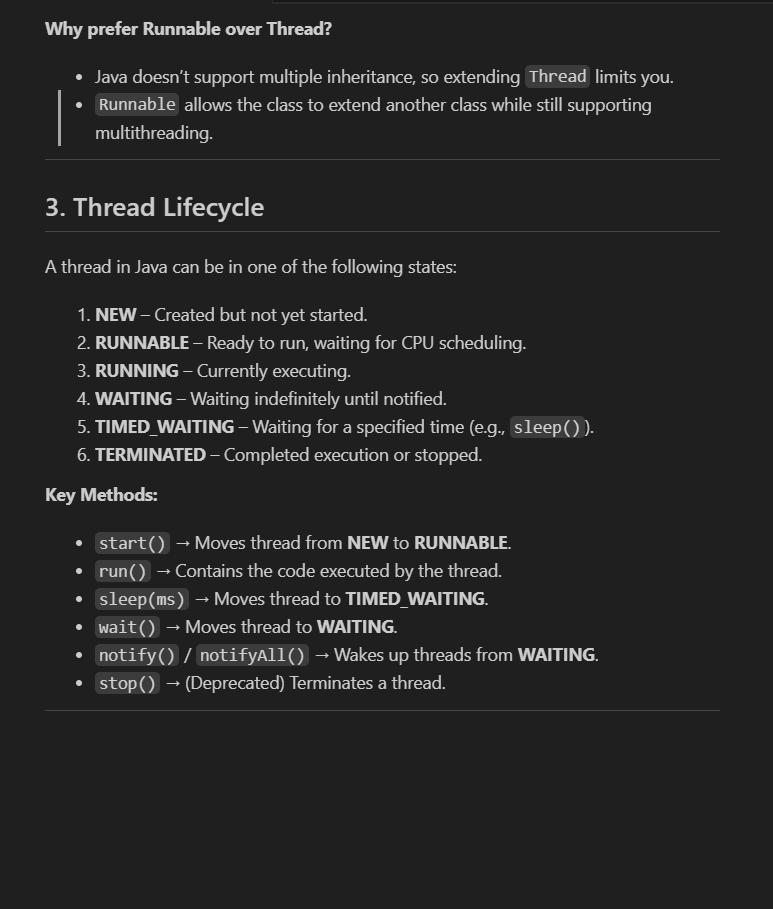 Why prefer Runnable over Thread?
• Java doesn’t support multiple inheritance, so extending Thread limits you.
• Runnable allows the class to extend another class while still supporting
multithreading.
3. Thread Lifecycle
A thread in Java can be in one of the following states:
1. NEW – Created but not yet started.
2. RUNNABLE – Ready to run, waiting for CPU scheduling.
3. RUNNING – Currently executing.
4. WAITING – Waiting indefinitely until notified.
5. TIMED_WAITING – Waiting for a specified time (e.g., sleep()).
6. TERMINATED – Completed execution or stopped.
Key Methods:
• start() → Moves thread from NEW to RUNNABLE.
• run() → Contains the code executed by the thread.
• sleep(ms) → Moves thread to TIMED_WAITING.
• wait() → Moves thread to WAITING.
• notify() / notifyAll() → Wakes up threads from WAITING.
• stop() → (Deprecated) Terminates a thread.